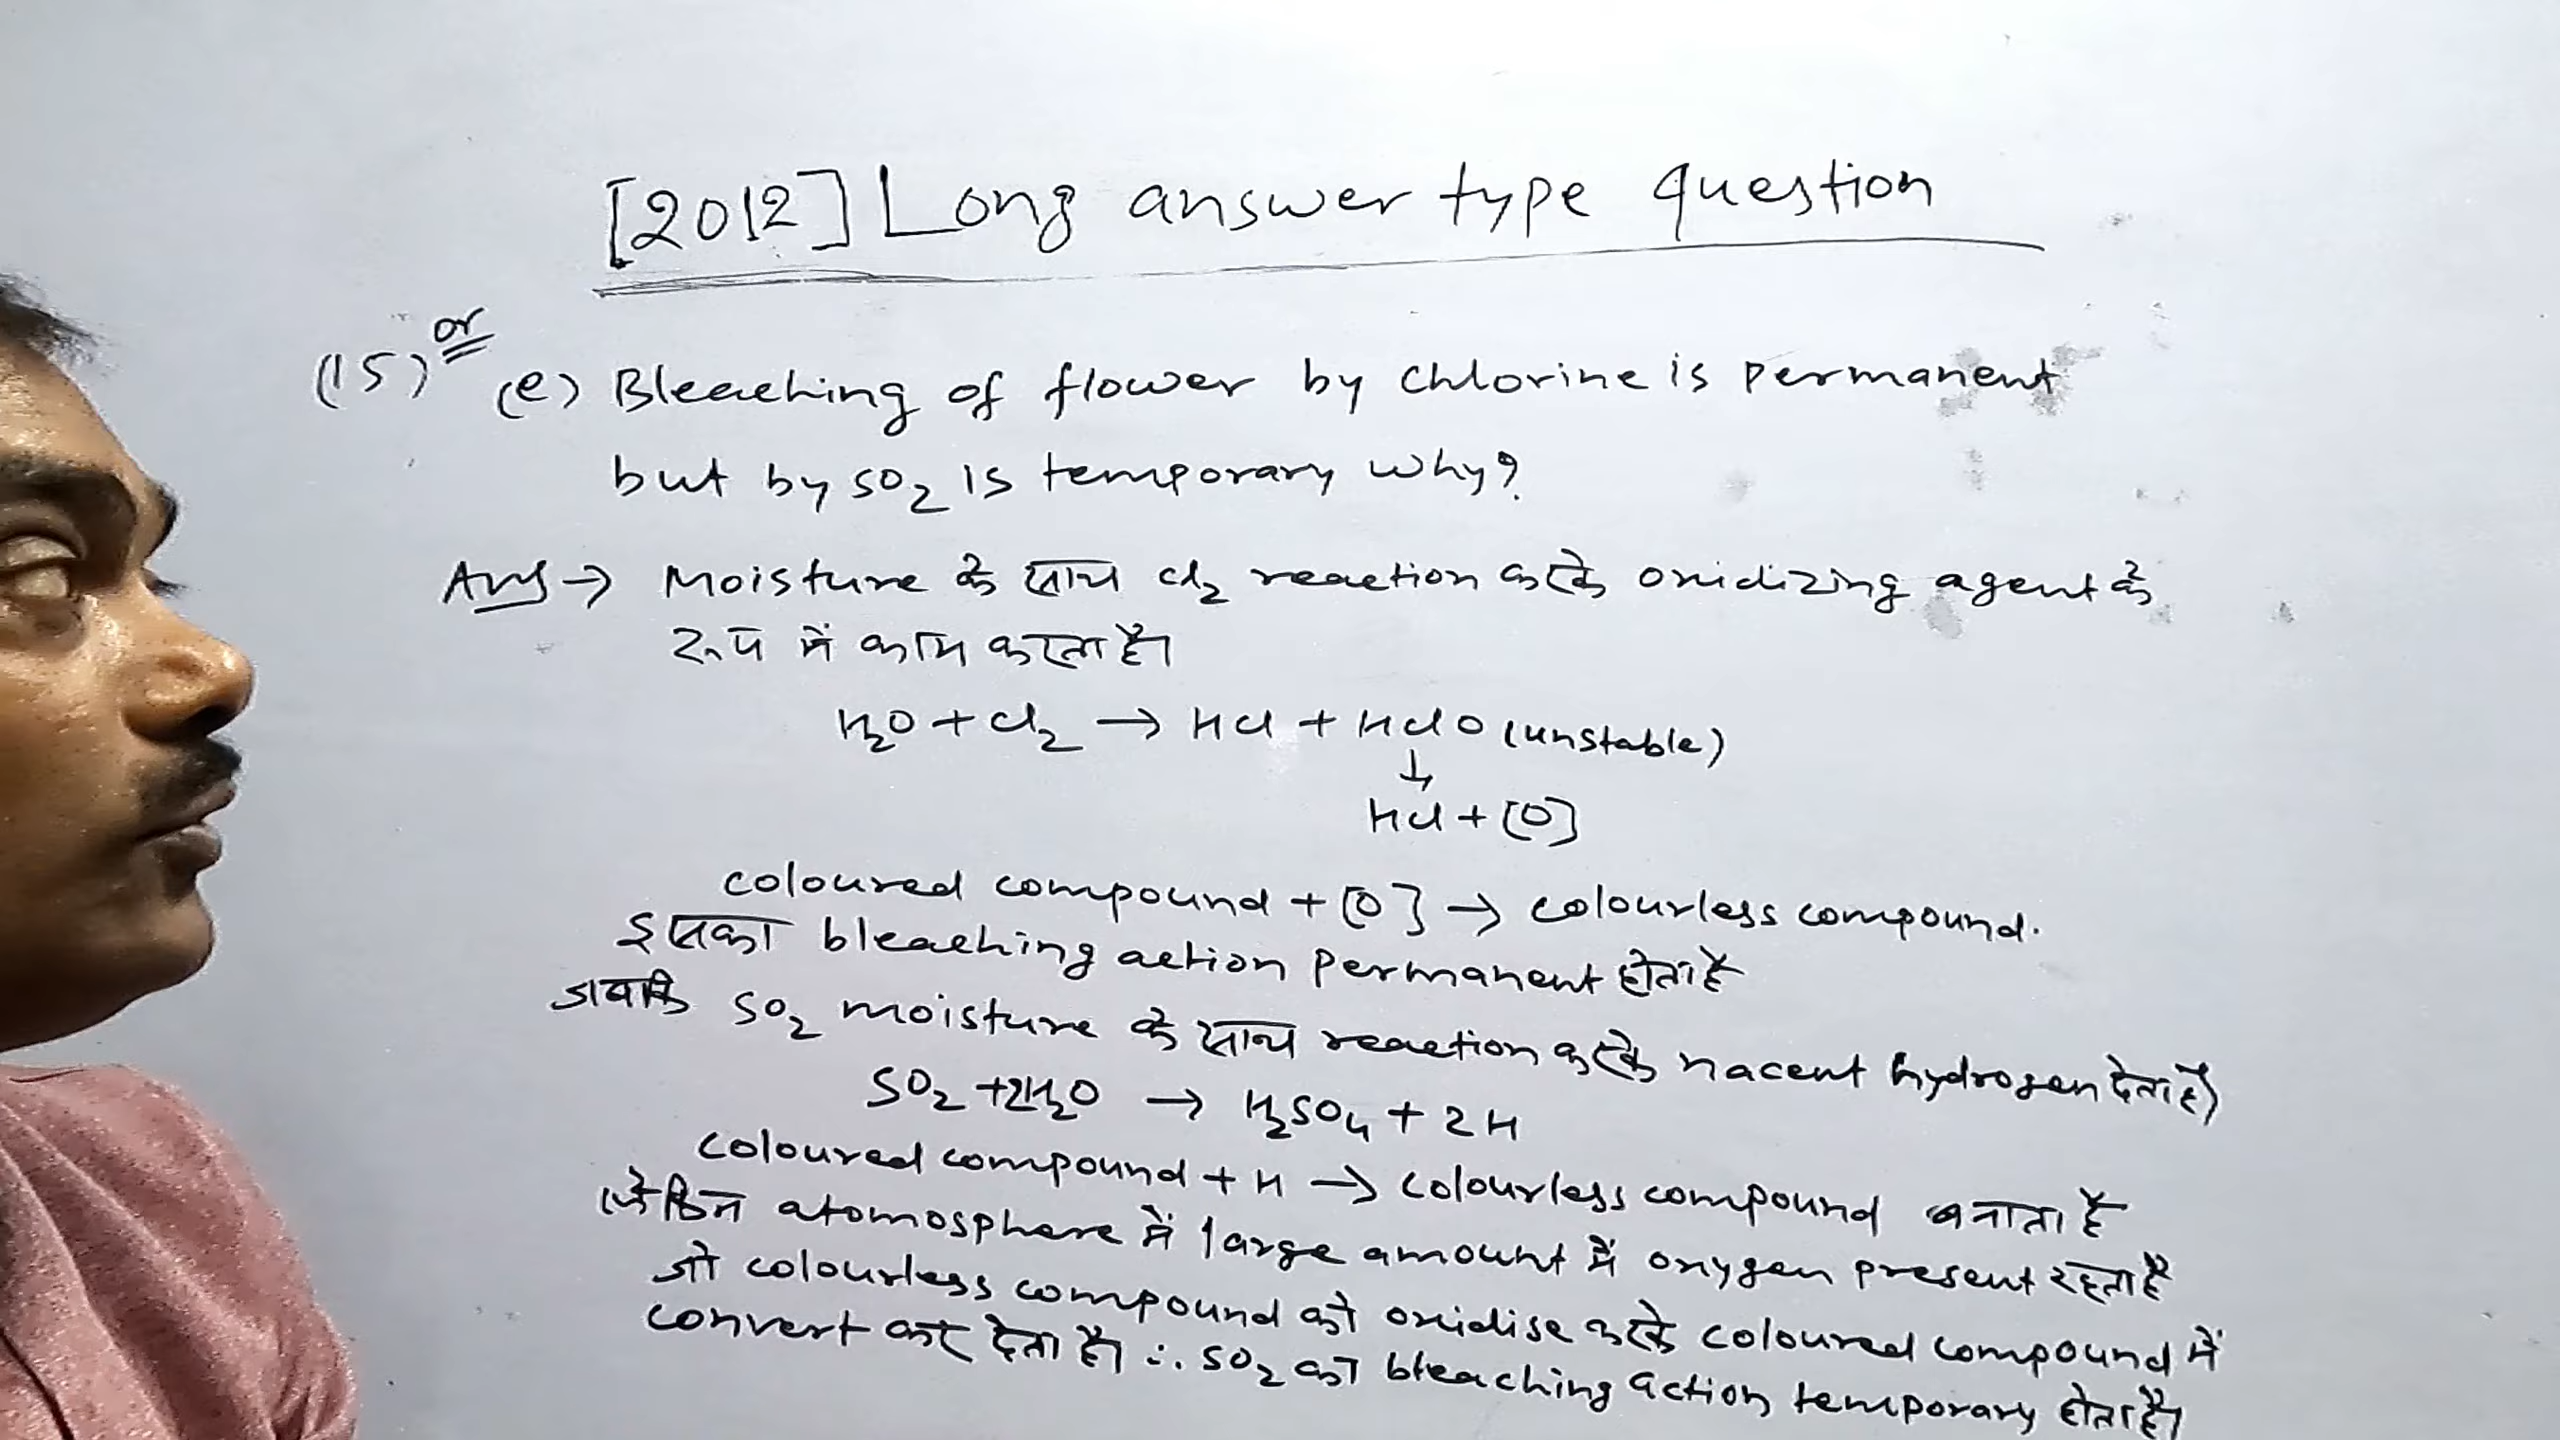 [2012] Long answer type question
(15) or (e) Bleaching of flower by chlorine is permanent
but by SO2 is temporary why?
Ans → Moisture के साथ Cl2 reaction करके oxidizing agent के
रूप में काम करता है।
H2O + Cl2 → HCl + HClO (unstable)
↓
HCl + [O]
coloured compound + [O] → colourless compound.
इसका bleaching action permanent होता है
जबकि SO2 moisture के साथ reaction करके nacent hydrogen देता है।
SO2 + 2H2O → H2SO4 + 2H
coloured compound + H → colourless compound बनाता है
लेकिन atomosphere में large amount में oxygen present रहता है
जो colourless compound को oxidise करके coloured compound में
convert कर देता है। ∴ SO2 का bleaching action temporary होता है।